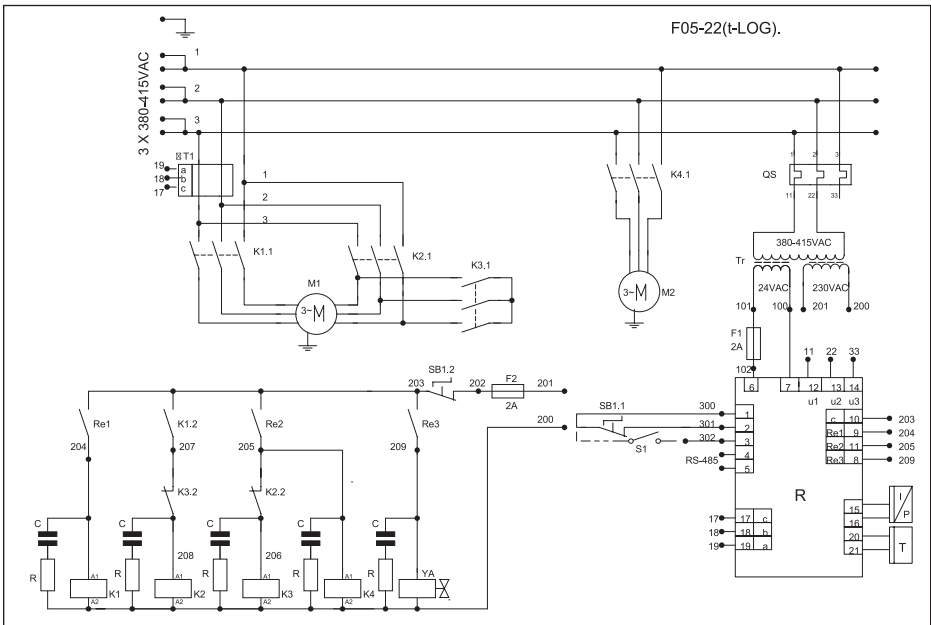 F05-22(t-LOG).
3 X 380-415VAC
1
2
3
T1
19 a
18 b
17 c
1
2
3
K1.1
K2.1
K3.1
M1
3~M
K4.1
3~M M2
1 2 3
QS
11 22 33
380-415VAC
Tr
24VAC 230VAC
101 100 201 200
F1
2A
102
11 22 33
6 7 12 13 14
u1 u2 u3
SB1.2
203 202 F2 201
2A
200
SB1.1
300 1
301 2
302 3
S1
RS-485 4
5
c 10 203
Re1 9 204
Re2 11 205
Re3 8 209
R
17 17 c
18 18 b
19 19 a
15
16
20
21
I
P
T
Re1 K1.2 Re2 Re3
204 207 205 209
K3.2 K2.2
C C C C C
208 206
R R R R R
A1 A1 A1 A1 YA
K1 K2 K3 K4
A2 A2 A2 A2